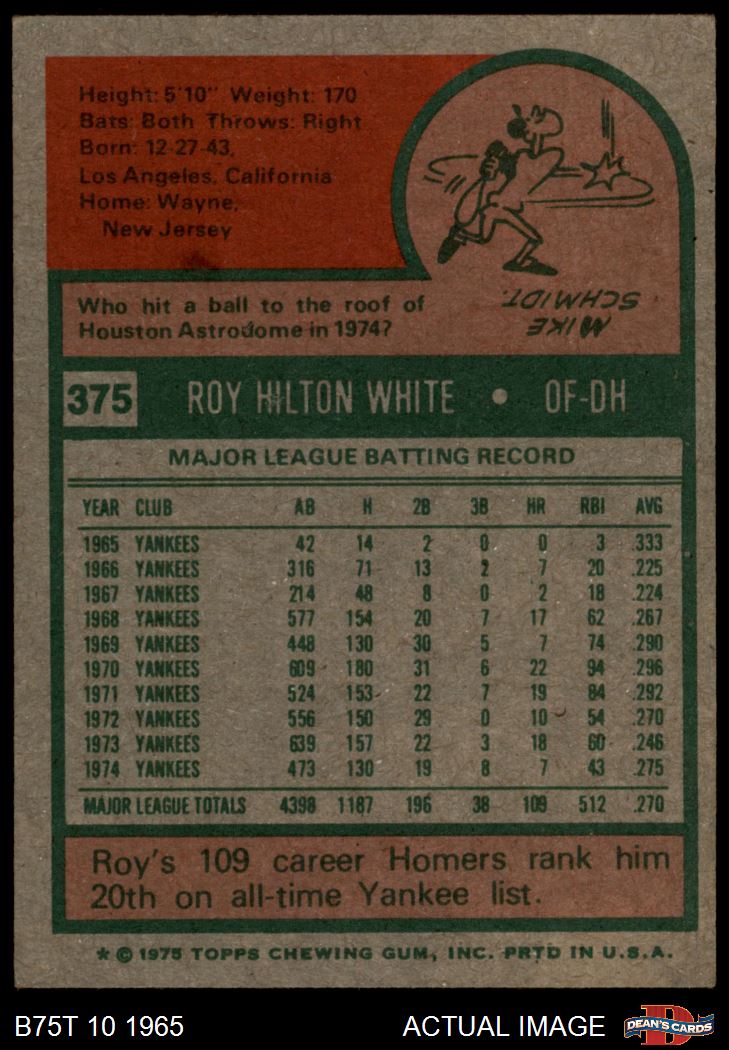 Height: 5'10" Weight: 170
Bats: Both Throws: Right
Born: 12-27-43,
Los Angeles, California
Home: Wayne,
New Jersey
Who hit a ball to the roof of
Houston Astrodome in 1974?
MIKE
SCHMIDT.
375 ROY HILTON WHITE • OF-DH
MAJOR LEAGUE BATTING RECORD
YEAR CLUB AB H 2B 3B HR RBI AVG
1965 YANKEES 42 14 2 0 0 3 .333
1966 YANKEES 316 71 13 2 7 20 .225
1967 YANKEES 214 48 8 0 2 18 .224
1968 YANKEES 577 154 20 7 17 62 .267
1969 YANKEES 448 130 30 5 7 74 .290
1970 YANKEES 609 180 31 6 22 94 .296
1971 YANKEES 524 153 22 7 19 84 .292
1972 YANKEES 556 150 29 0 10 54 .270
1973 YANKEES 639 157 22 3 18 60 .246
1974 YANKEES 473 130 19 8 7 43 .275
MAJOR LEAGUE TOTALS 4398 1187 196 38 109 512 .270
Roy's 109 career Homers rank him
20th on all-time Yankee list.
* © 1975 TOPPS CHEWING GUM, INC. PRTD IN U.S.A.
B75T 10 1965 ACTUAL IMAGE DEAN'S CARDS